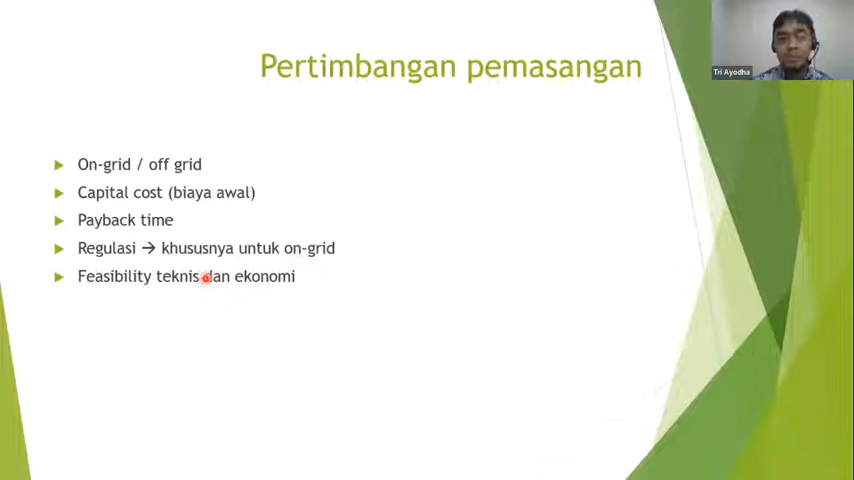 Pertimbangan pemasangan
Tri Ayodha
On-grid / off grid
Capital cost (biaya awal)
Payback time
Regulasi → khususnya untuk on-grid
Feasibility teknis dan ekonomi